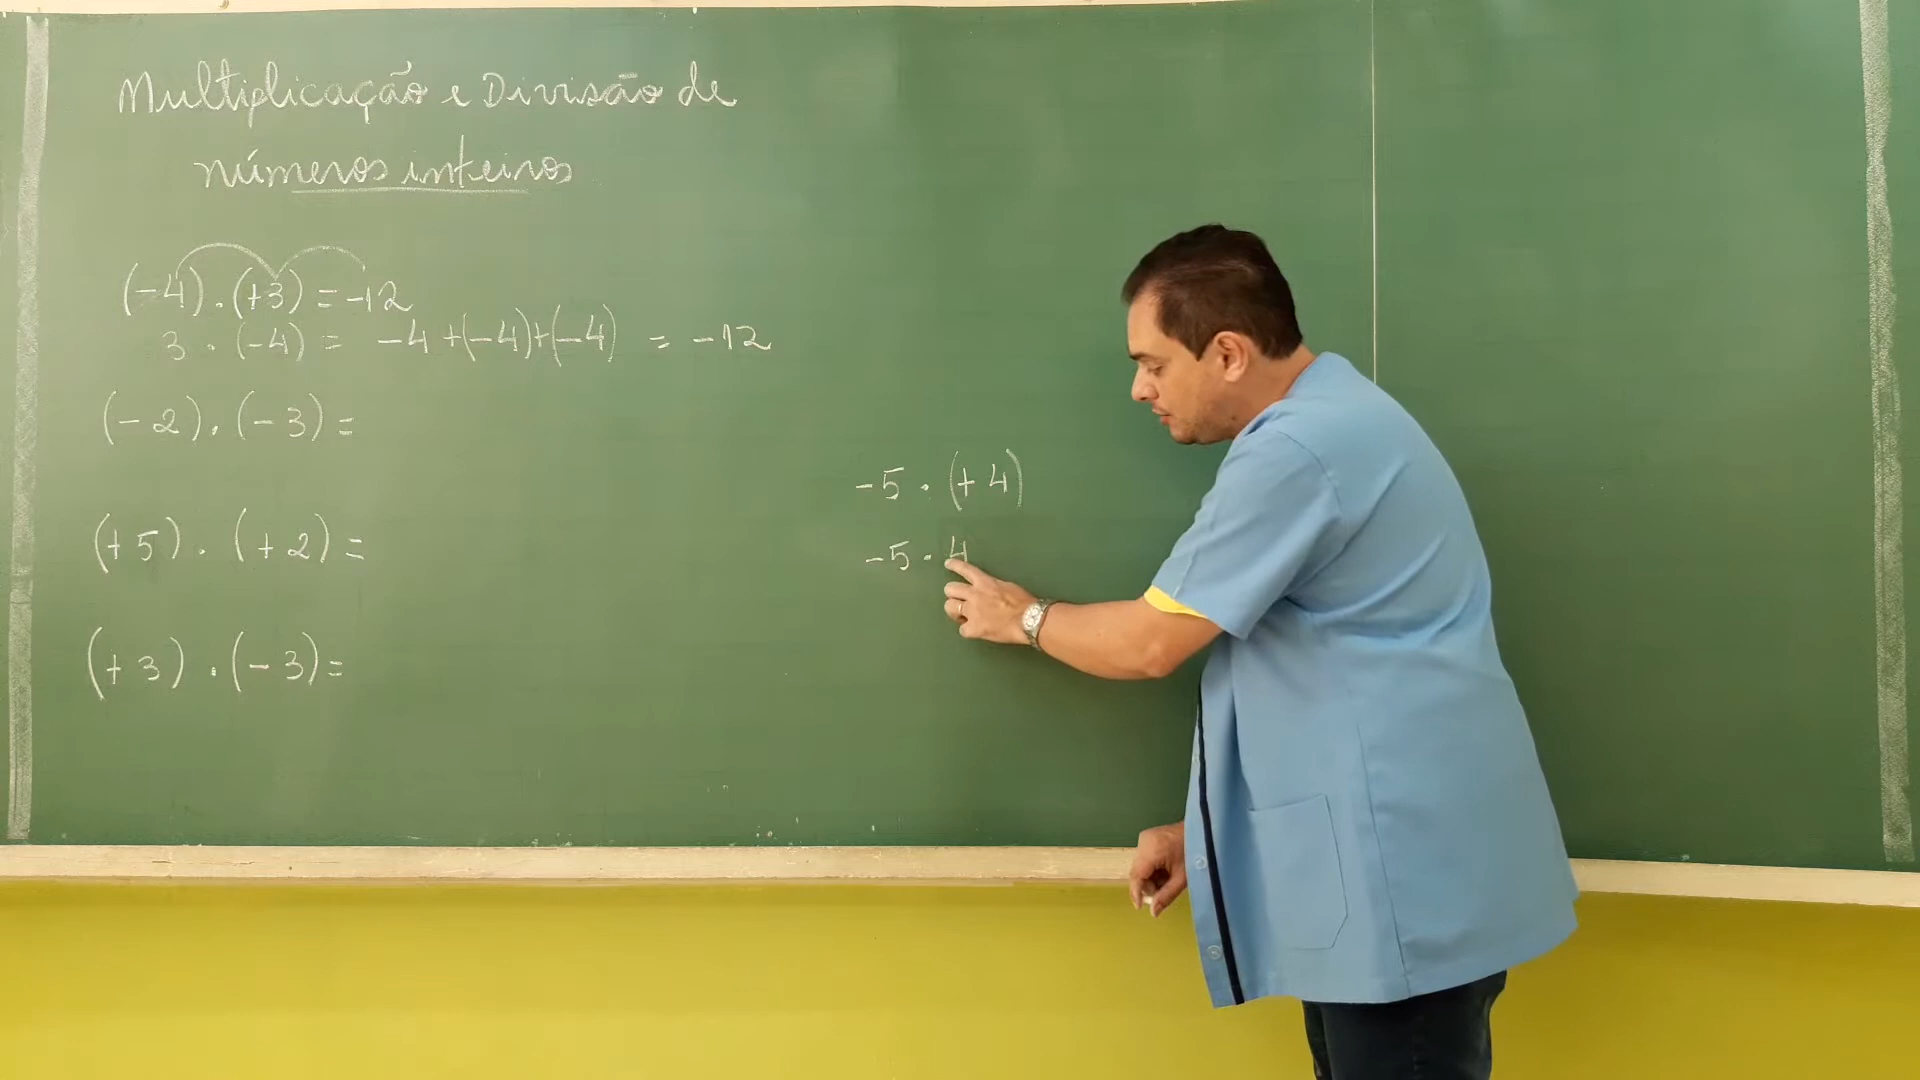 Multiplicação e Divisão de
números inteiros
(-4).(+3) = -12
3 . (-4) = -4 +(-4)+(-4) = -12
(-2).(-3) =
(+5) . (+2) =
(+3) .(-3) =
-5 . (+4)
-5 . 4